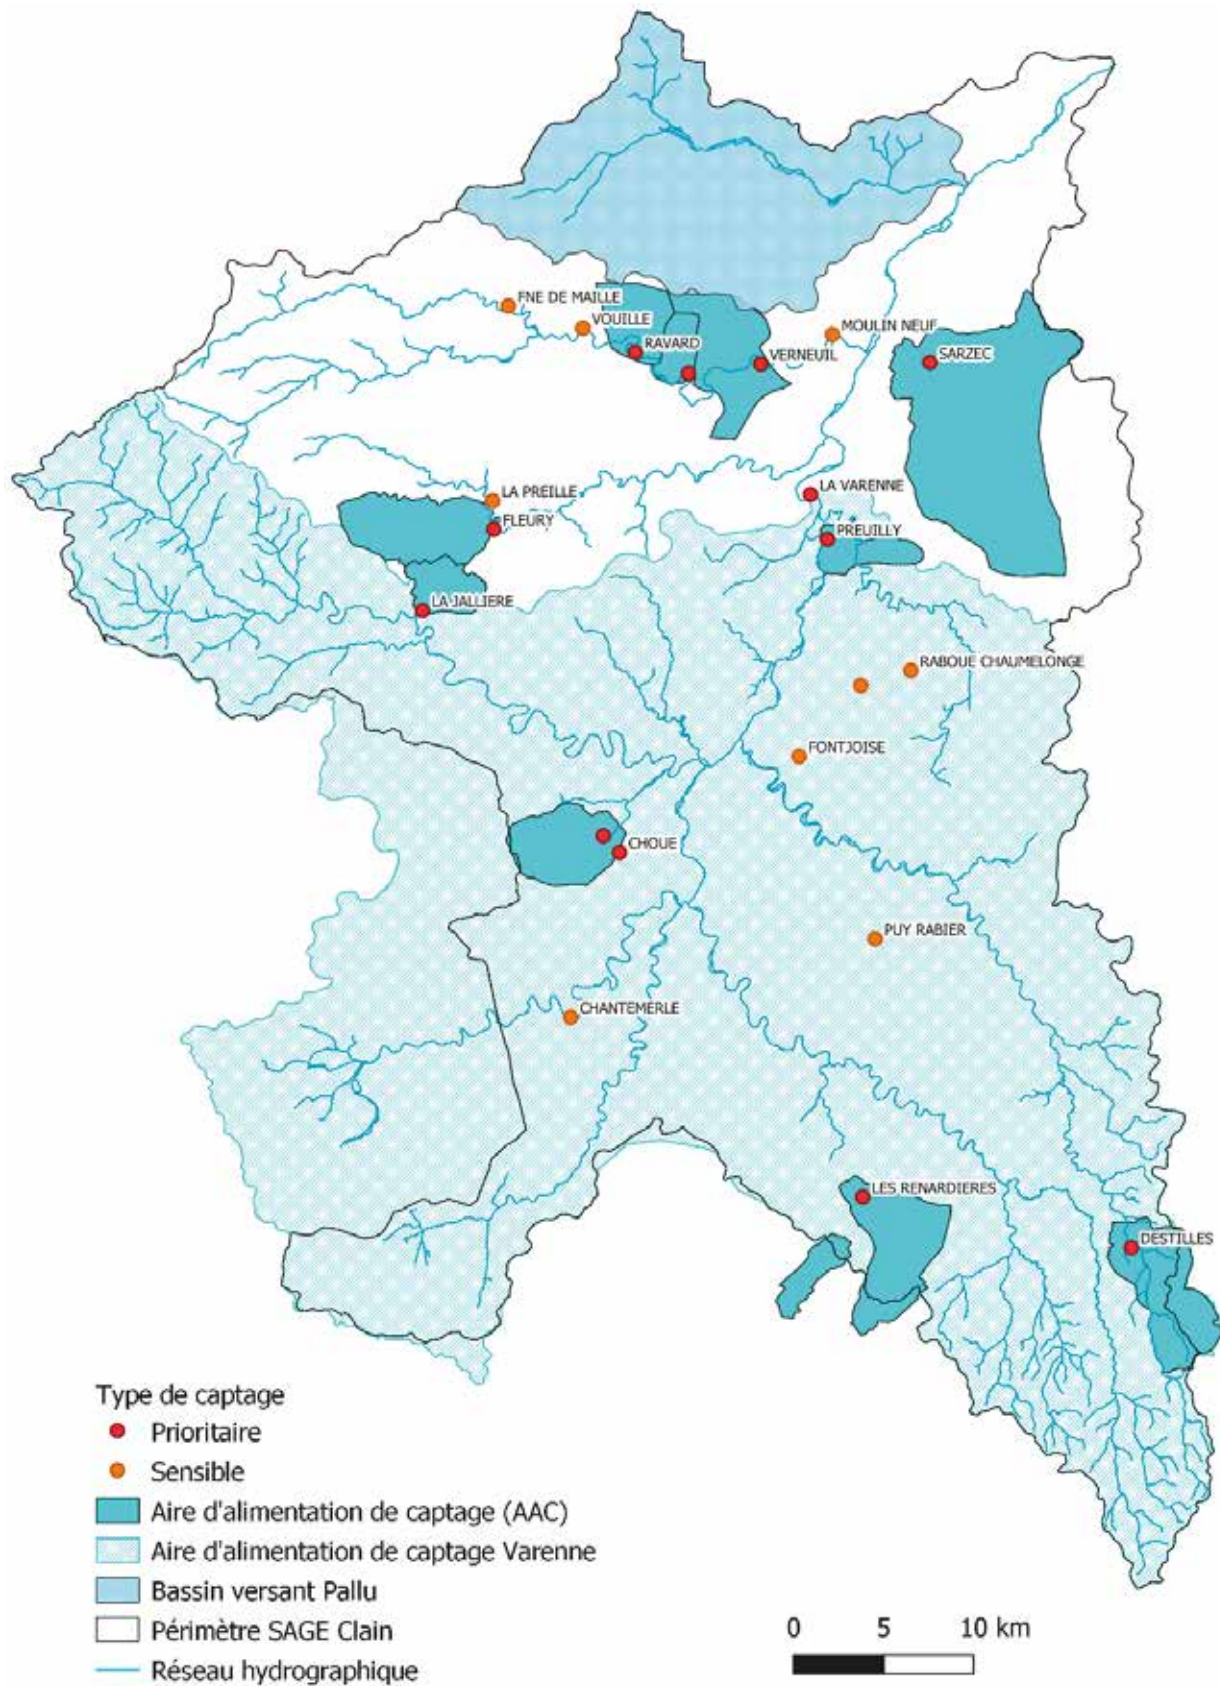 FNE DE MAILLE
VOUILLE
MOULIN NEUF
RAVARD
VERNEUIL
SARZEC
LA PREILLE
LA VARENNE
FLEURY
PREUILLY
LA JALLIERE
RABOUE CHAUMELONGE
FONTJOISE
CHOUE
PUY RABIER
CHANTEMERLE
LES RENARDIERES
DESTILLES
Type de captage
Prioritaire
Sensible
Aire d'alimentation de captage (AAC)
Aire d'alimentation de captage Varenne
Bassin versant Pallu
Périmètre SAGE Clain
Réseau hydrographique
0 5 10 km